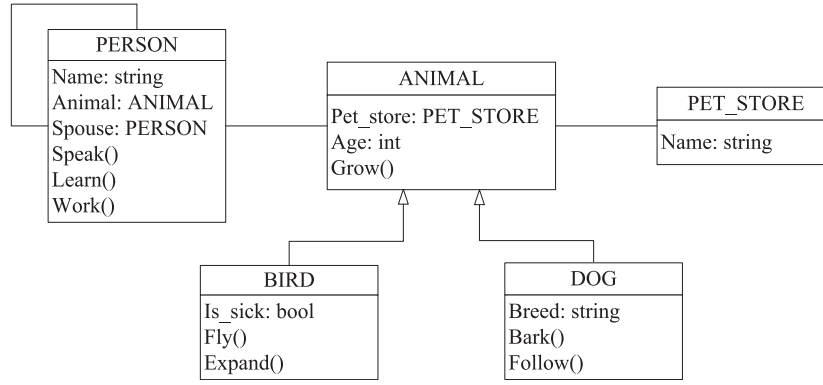 PERSON
Name: string
Animal: ANIMAL
Spouse: PERSON
Speak()
Learn()
Work()
ANIMAL
Pet_store: PET_STORE
Age: int
Grow()
PET_STORE
Name: string
BIRD
Is_sick: bool
Fly()
Expand()
DOG
Breed: string
Bark()
Follow()